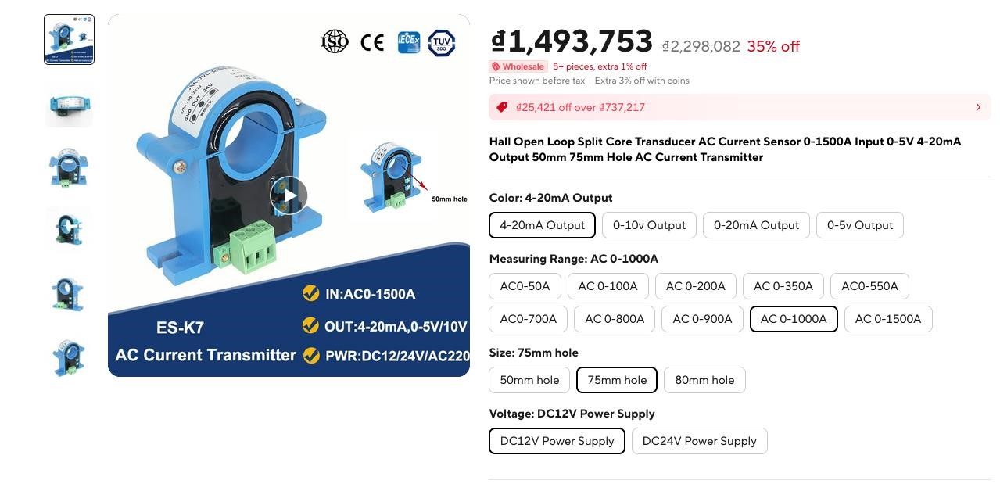 ISO CE IECEx TUV
SDO
JXK-7VD
S/N:19042373
GND OUT 24V
50mm hole
IN:AC0-1500A
ES-K7
OUT:4-20mA,0-5V/10V
AC Current Transmitter
PWR:DC12/24V/AC220
₫1,493,753 ₫2,298,082 35% off
Wholesale 5+ pieces, extra 1% off
Price shown before tax | Extra 3% off with coins
₫25,421 off over ₫737,217
Hall Open Loop Split Core Transducer AC Current Sensor 0-1500A Input 0-5V 4-20mA
Output 50mm 75mm Hole AC Current Transmitter
Color: 4-20mA Output
4-20mA Output 0-10v Output 0-20mA Output 0-5v Output
Measuring Range: AC 0-1000A
AC0-50A AC 0-100A AC 0-200A AC 0-350A AC0-550A
AC0-700A AC 0-800A AC 0-900A AC 0-1000A AC 0-1500A
Size: 75mm hole
50mm hole 75mm hole 80mm hole
Voltage: DC12V Power Supply
DC12V Power Supply DC24V Power Supply